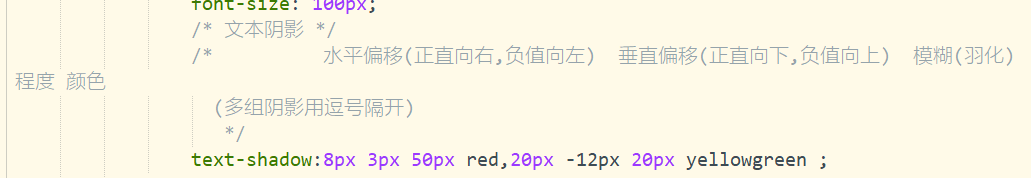 font-size: 100px;
/* 文本阴影 */
/* 水平偏移(正直向右,负值向左) 垂直偏移(正直向下,负值向上) 模糊(羽化)
程度 颜色
(多组阴影用逗号隔开)
*/
text-shadow:8px 3px 50px red,20px -12px 20px yellowgreen ;